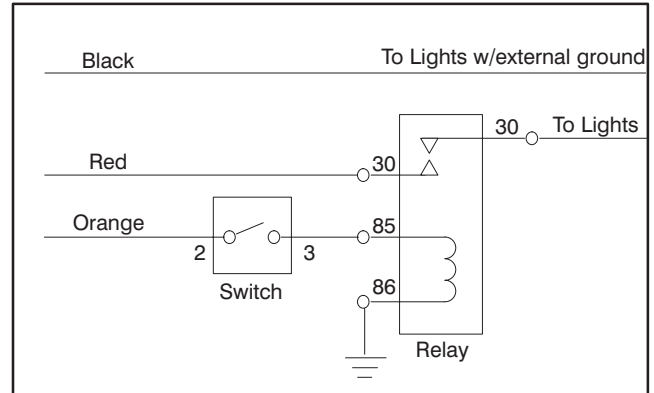 Black
To Lights w/external ground
30
To Lights
Red
30
Orange
85
2
3
Switch
86
Relay